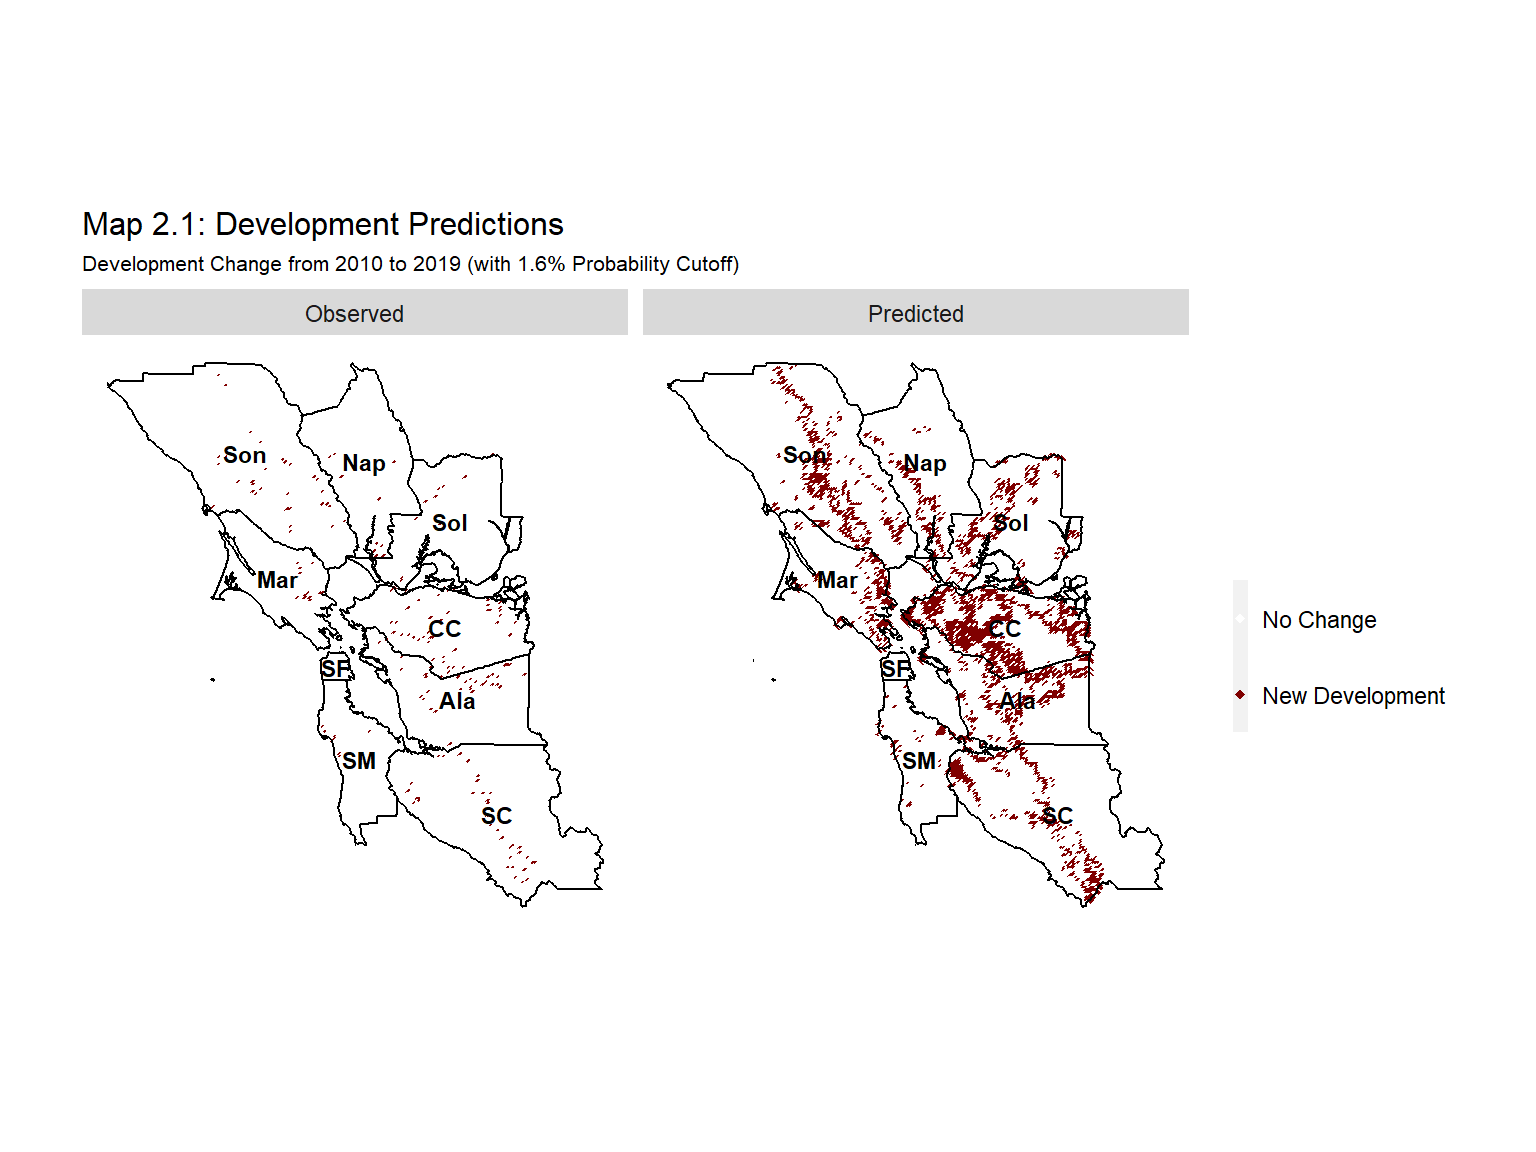 Map 2.1: Development Predictions
Development Change from 2010 to 2019 (with 1.6% Probability Cutoff)
Observed
Predicted
Son
Nap
Sol
Mar
CC
SF
Ala
SM
SC
Son
Nap
Sol
Mar
CC
SF
Ala
SM
SC
No Change
New Development